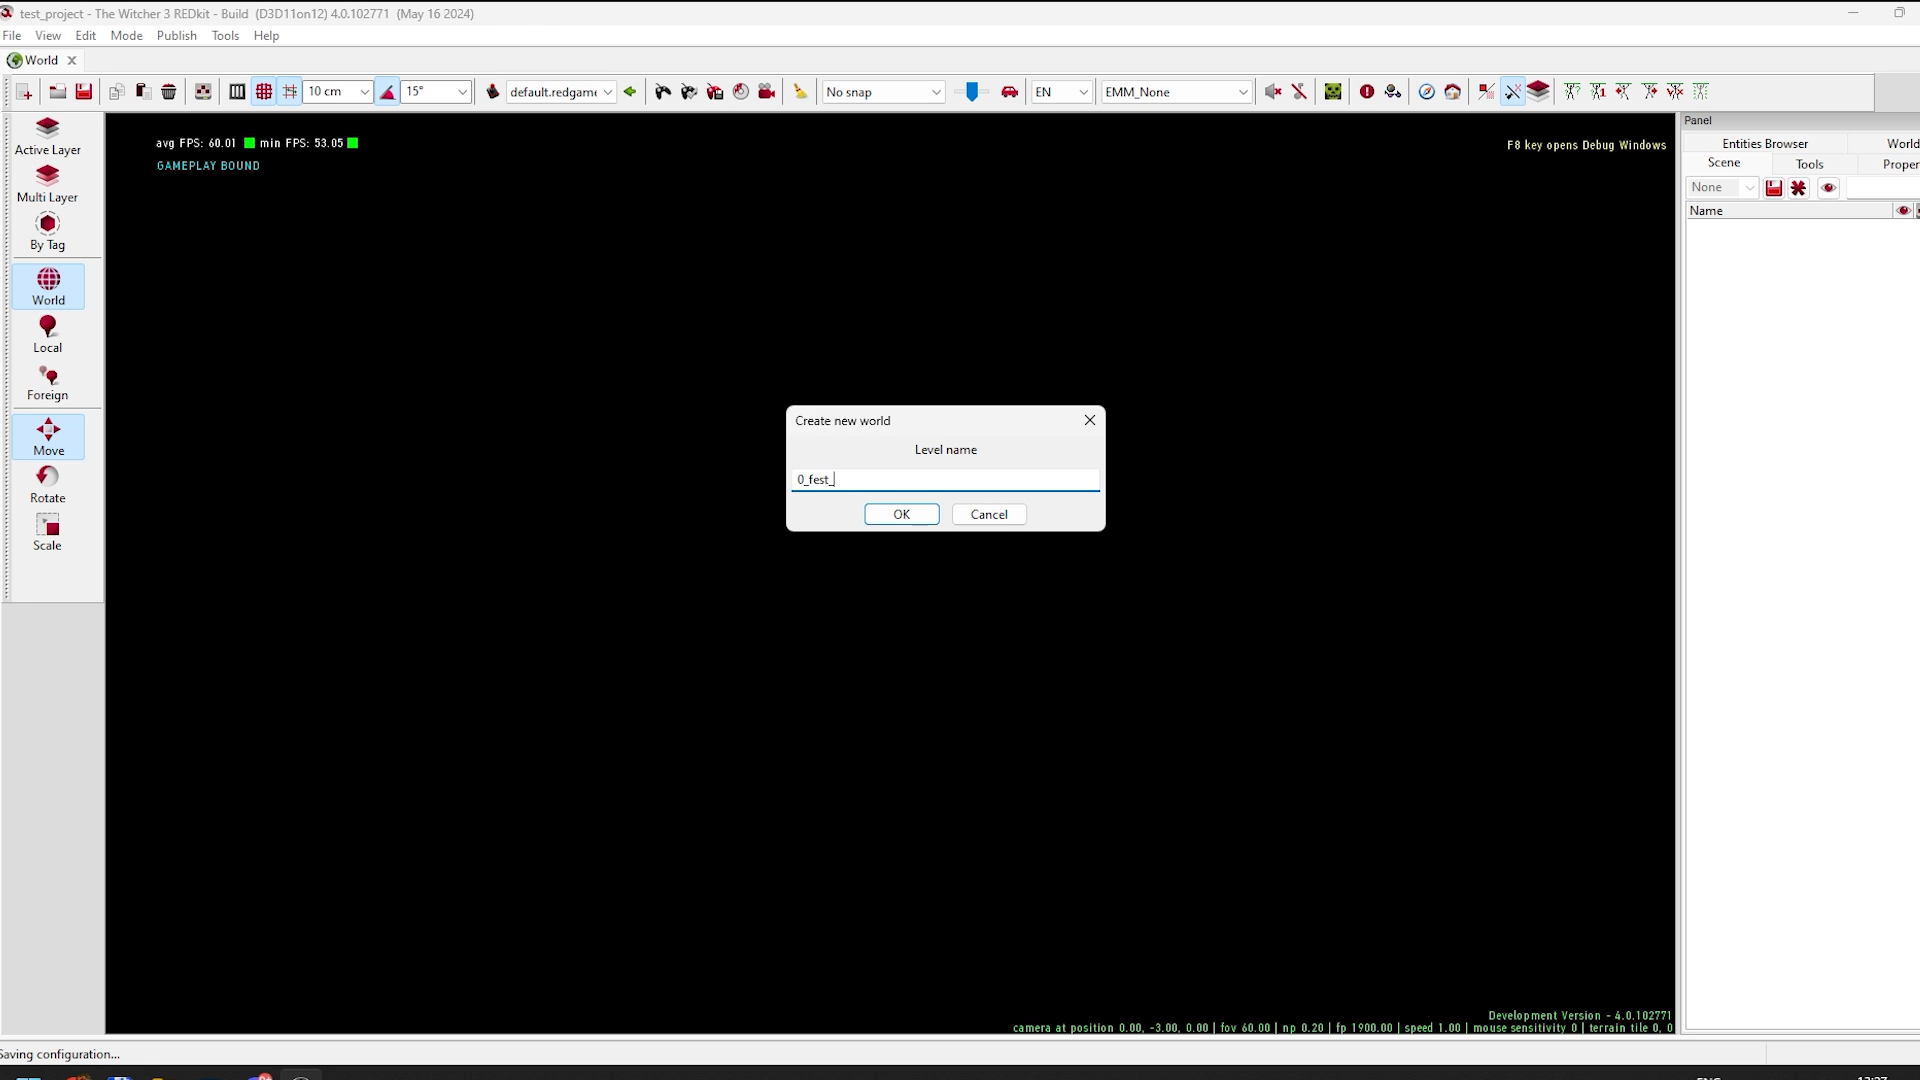 test_project - The Witcher 3 REDkit - Build (D3D11on12) 4.0.102771 (May 16 2024)
File View Edit Mode Publish Tools Help
World
10 cm 15° default.redgame No snap EN EMM_None
Active Layer
Multi Layer
By Tag
World
Local
Foreign
Move
Rotate
Scale
avg FPS: 60.01 min FPS: 53.05
GAMEPLAY BOUND
F8 key opens Debug Windows
Create new world
Level name
0_fest_
OK Cancel
Panel
Entities Browser World
Scene Tools Proper
None
Name
Development Version - 4.0.102771
camera at position 0.00, -3.00, 0.00 | fov 60.00 | np 0.20 | fp 1900.00 | speed 1.00 | mouse sensitivity 0 | terrain tile 0, 0
Saving configuration...